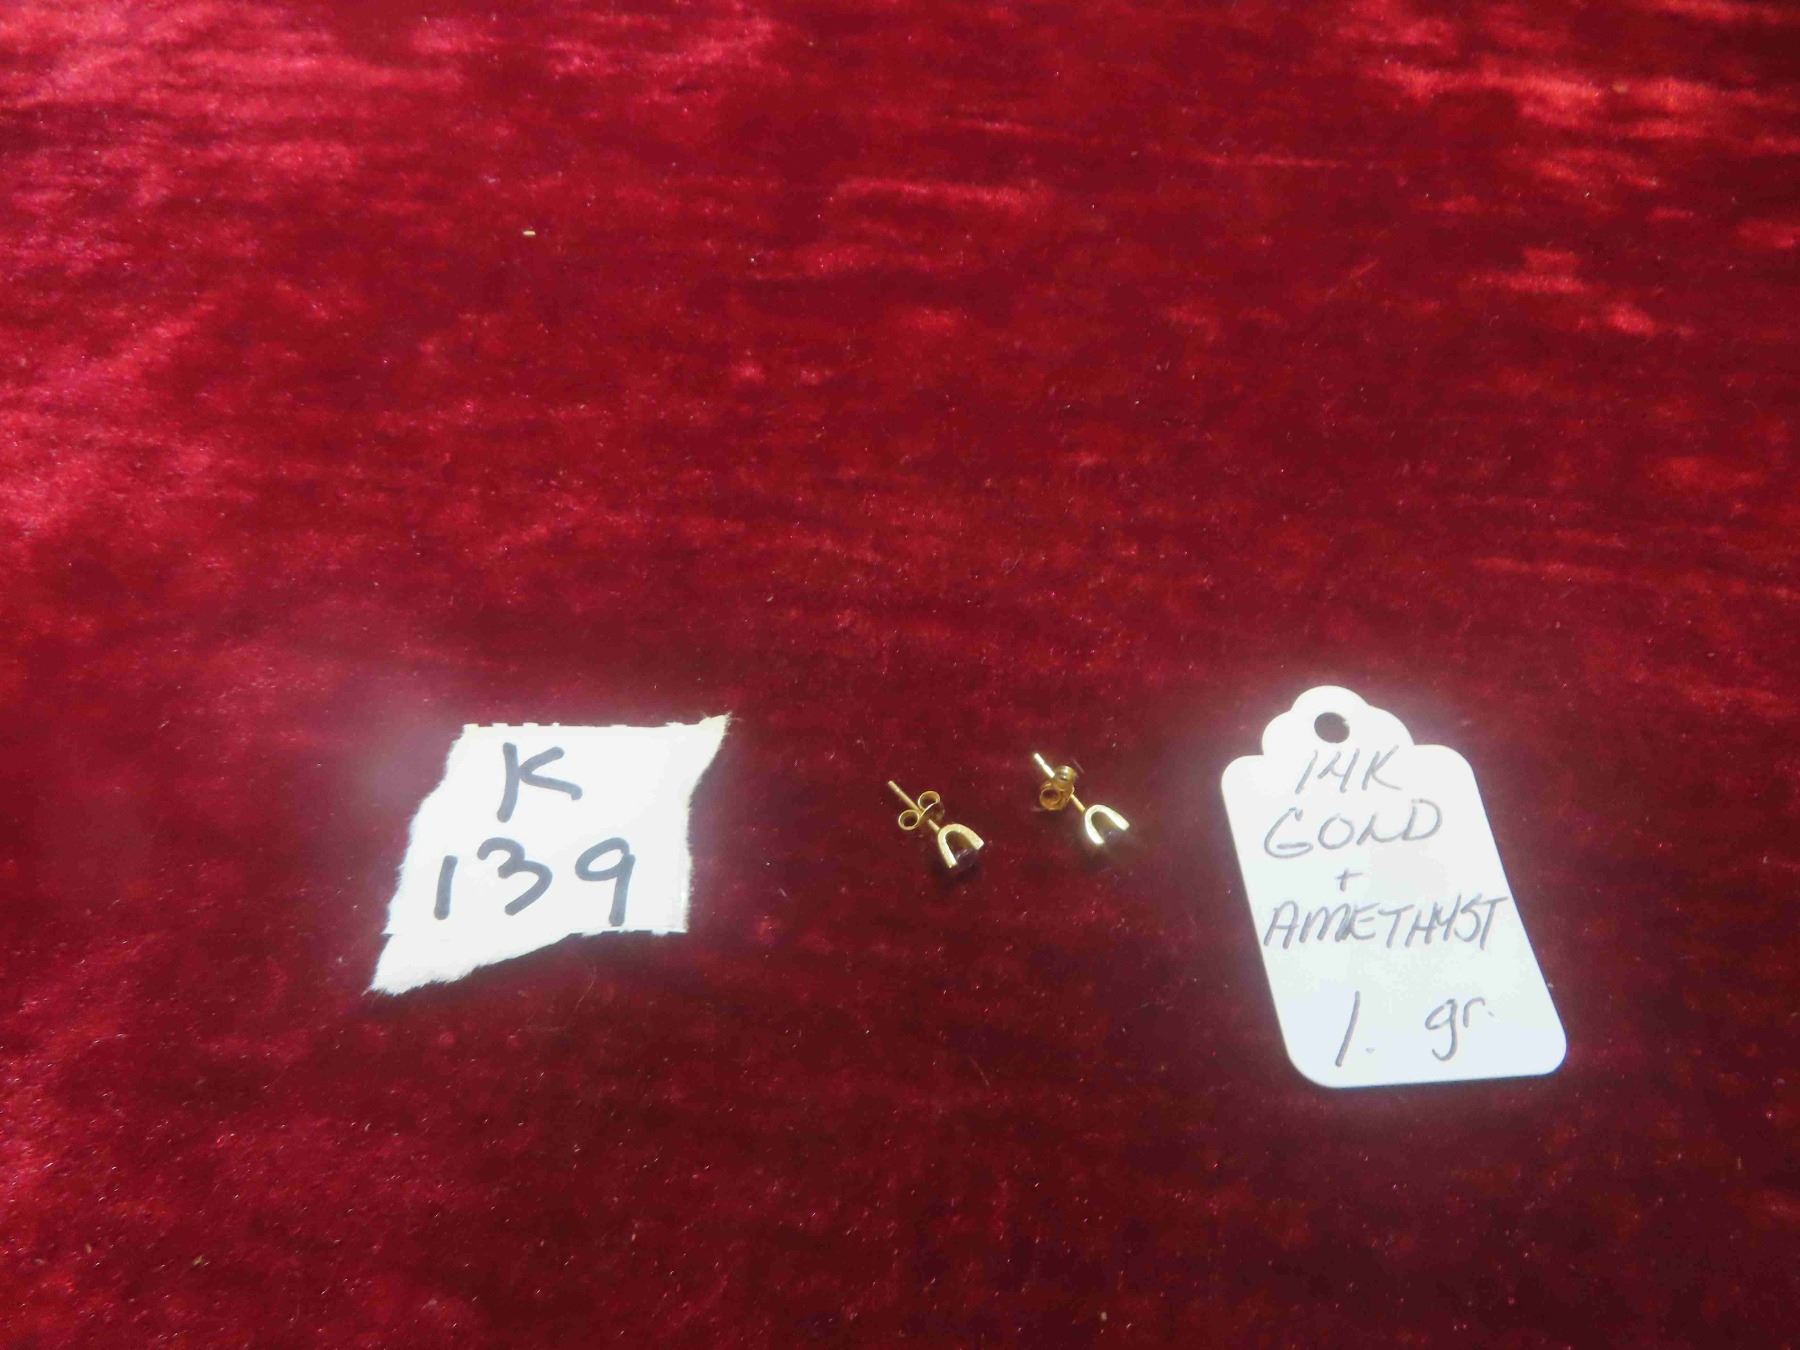 K
139
14K
GOLD
+
AMETHYST
1. gr.